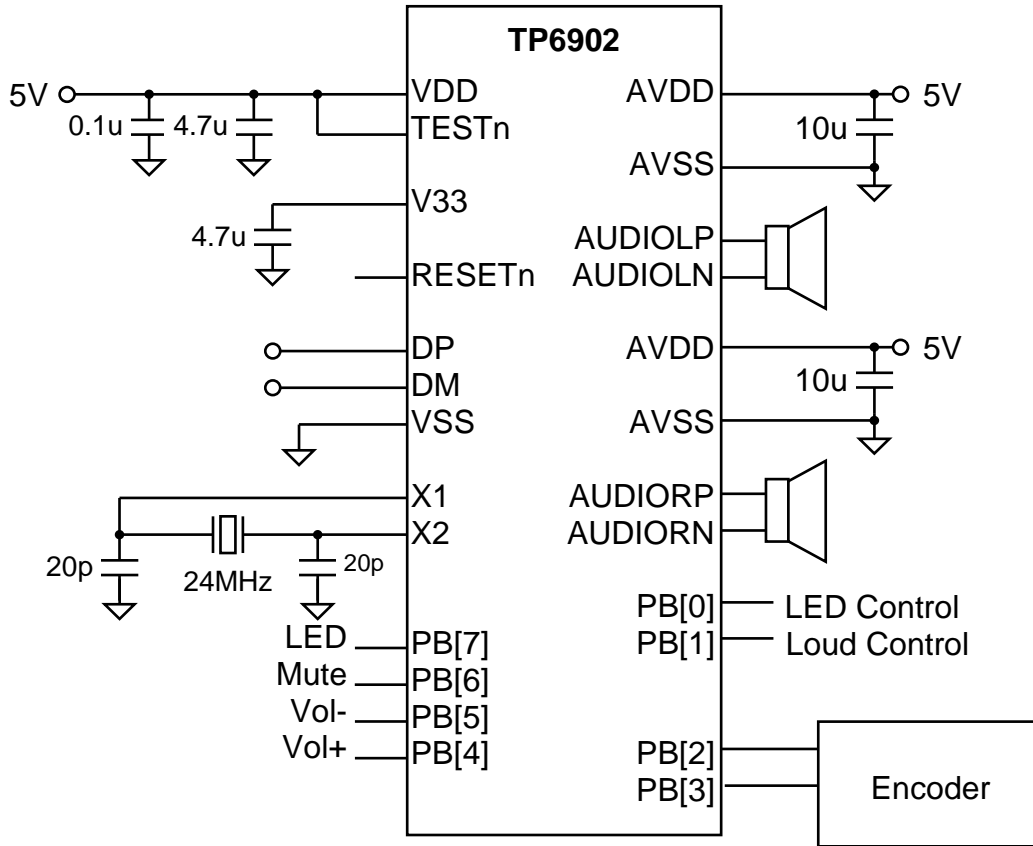 TP6902
5V
0.1u
4.7u
VDD
TESTn
V33
4.7u
RESETn
DP
DM
VSS
X1
X2
20p
24MHz
20p
LED
PB[7]
Mute
PB[6]
Vol-
PB[5]
Vol+
PB[4]
AVDD
5V
10u
AVSS
AUDIOLP
AUDIOLN
AVDD
5V
10u
AVSS
AUDIORP
AUDIORN
PB[0]
LED Control
PB[1]
Loud Control
PB[2]
PB[3]
Encoder